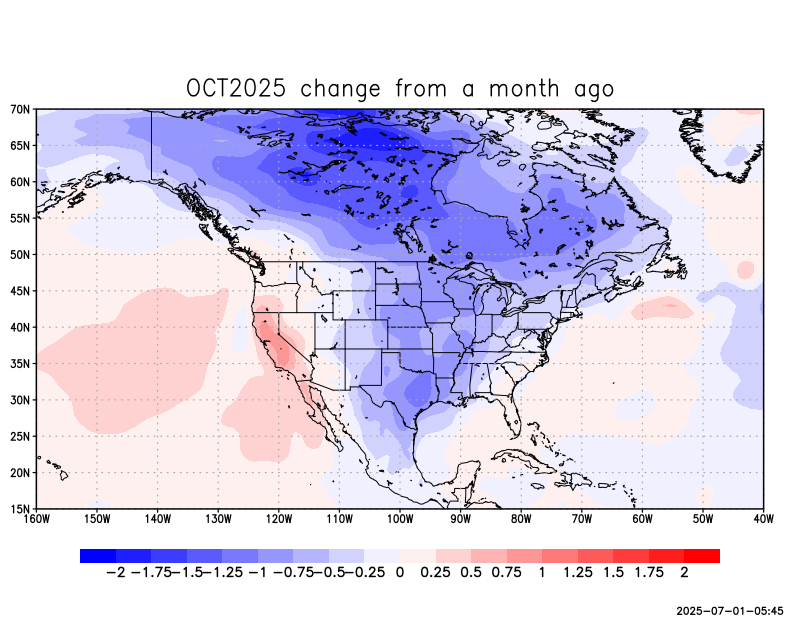 OCT2025 change from a month ago
70N
65N
60N
55N
50N
45N
40N
35N
30N
25N
20N
15N
160W 150W 140W 130W 120W 110W 100W 90W 80W 70W 60W 50W 40W
−2 −1.75 −1.5 −1.25 −1 −0.75 −0.5 −0.25 0 0.25 0.5 0.75 1 1.25 1.5 1.75 2
2025-07-01-05:45